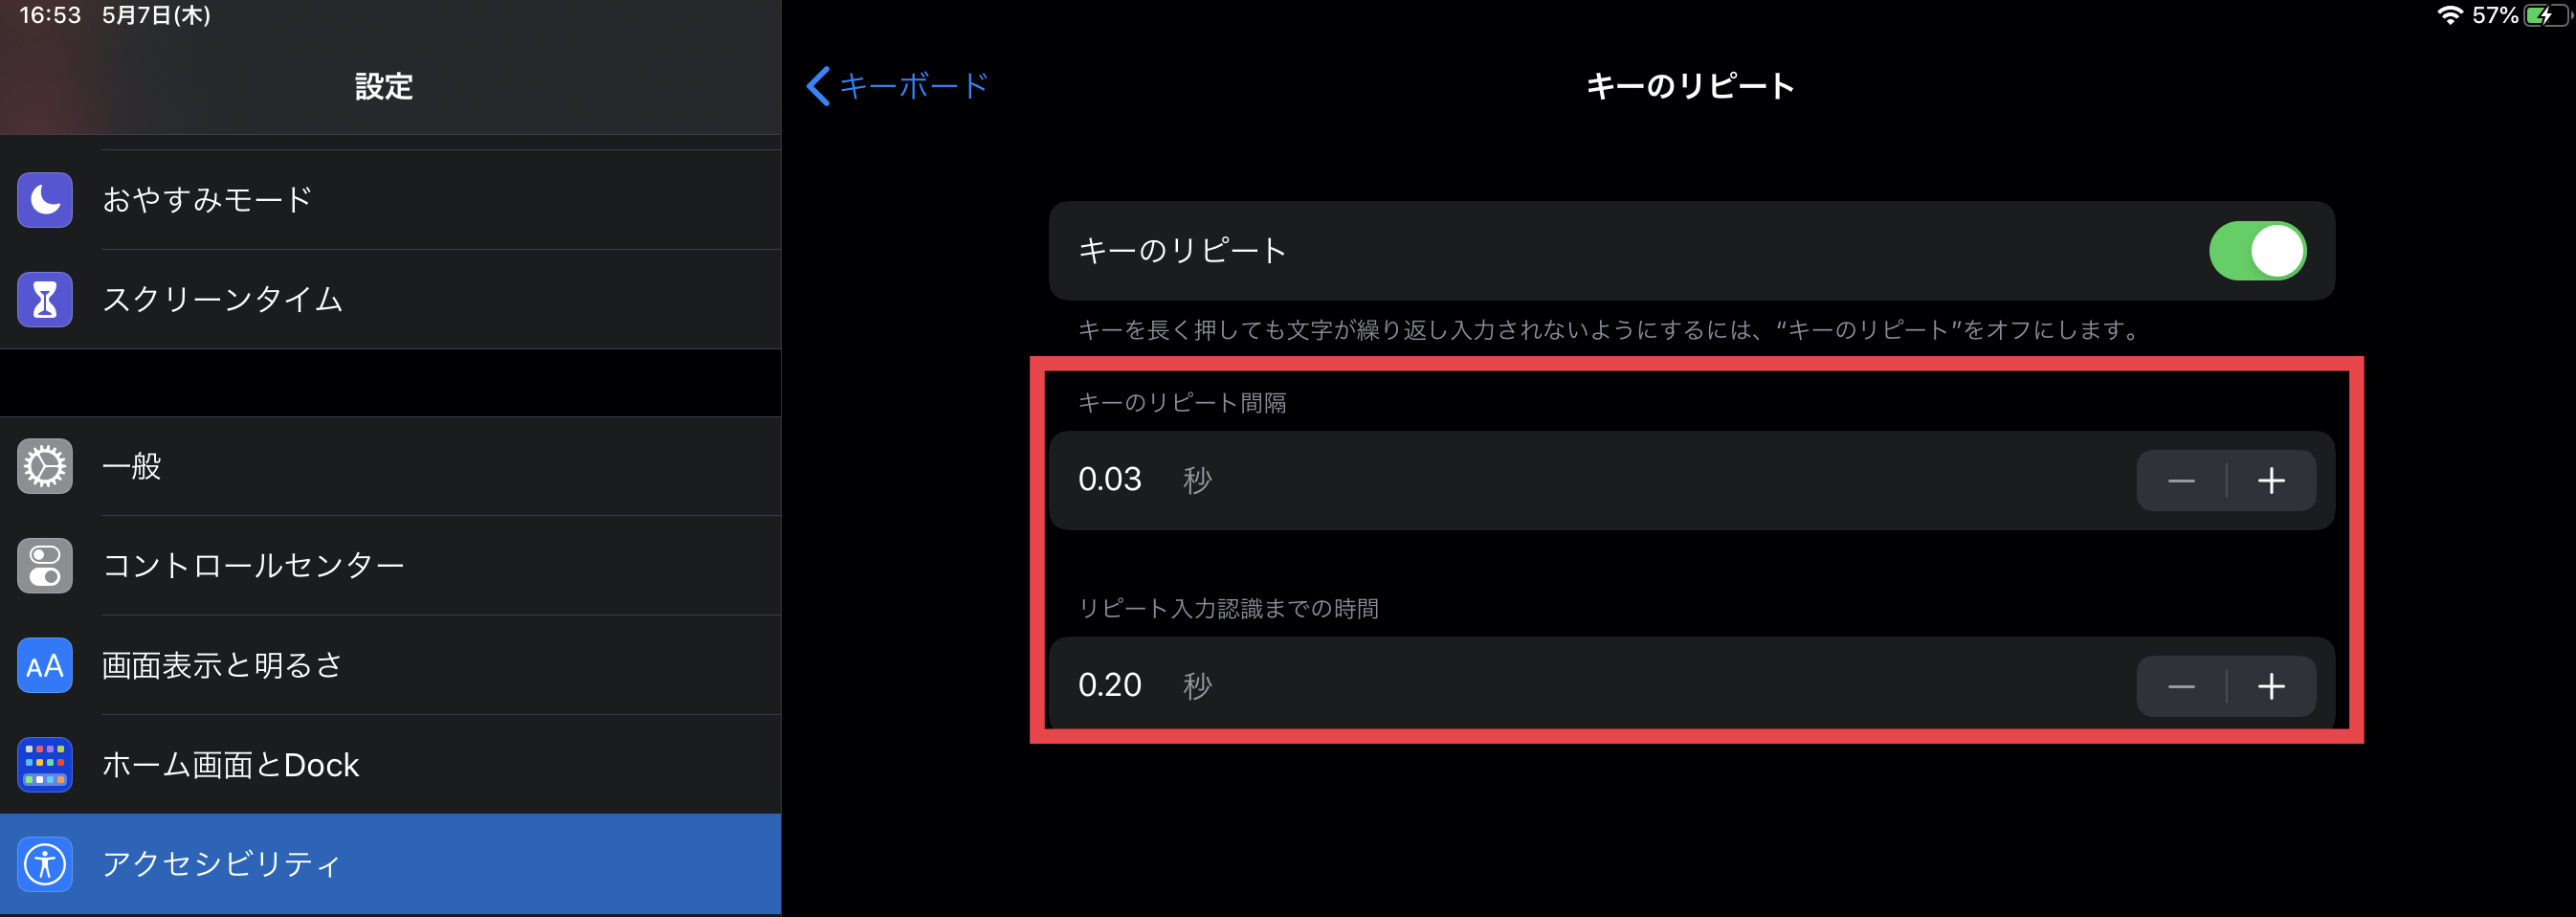 16:53 5月7日(木)
57%
設定
おやすみモード
スクリーンタイム
一般
コントロールセンター
AA 画面表示と明るさ
ホーム画面とDock
アクセシビリティ
キーボード
キーのリピート
キーのリピート
キーを長く押しても文字が繰り返し入力されないようにするには、“キーのリピート”をオフにします。
キーのリピート間隔
0.03 秒
リピート入力認識までの時間
0.20 秒